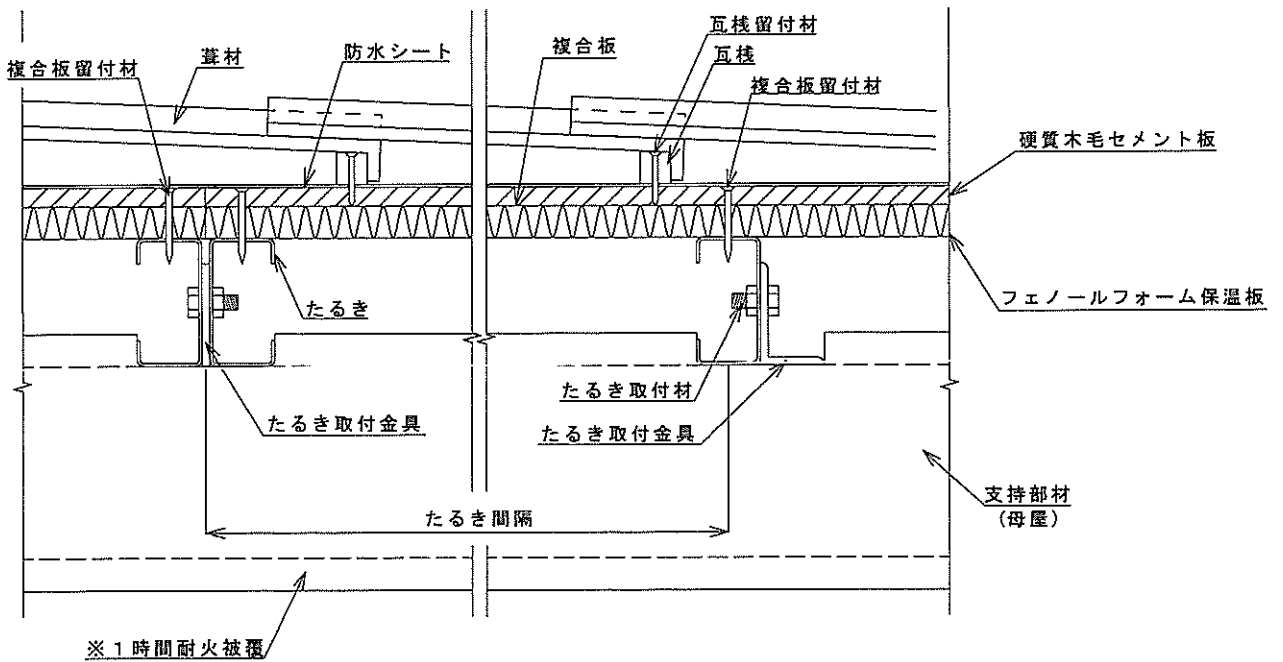 瓦桟留付材
複合板
防水シート
葺材
瓦桟
複合板留付材
複合板留付材
硬質木毛セメント板
フェノールフォーム保温板
たるき
たるき取付材
たるき取付金具
たるき取付金具
支持部材
(母屋)
たるき間隔
※1時間耐火被覆